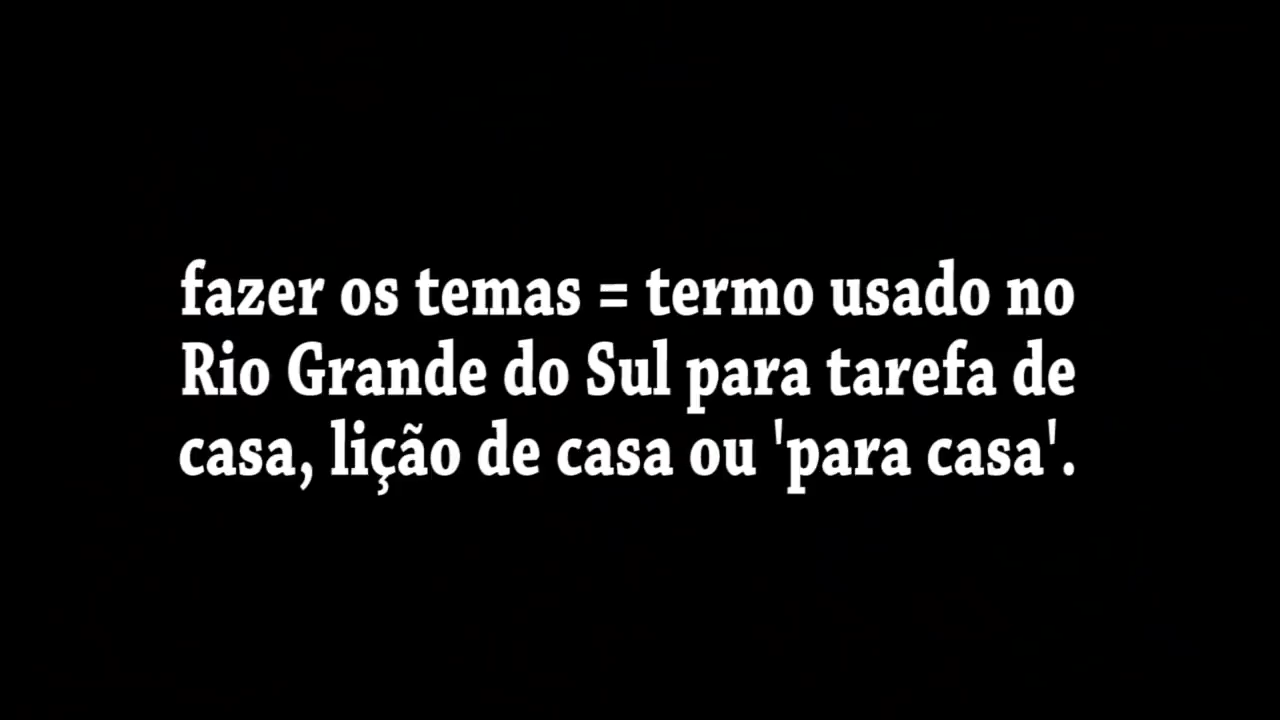 fazer os temas = termo usado no
Rio Grande do Sul para tarefa de
casa, lição de casa ou 'para casa'.